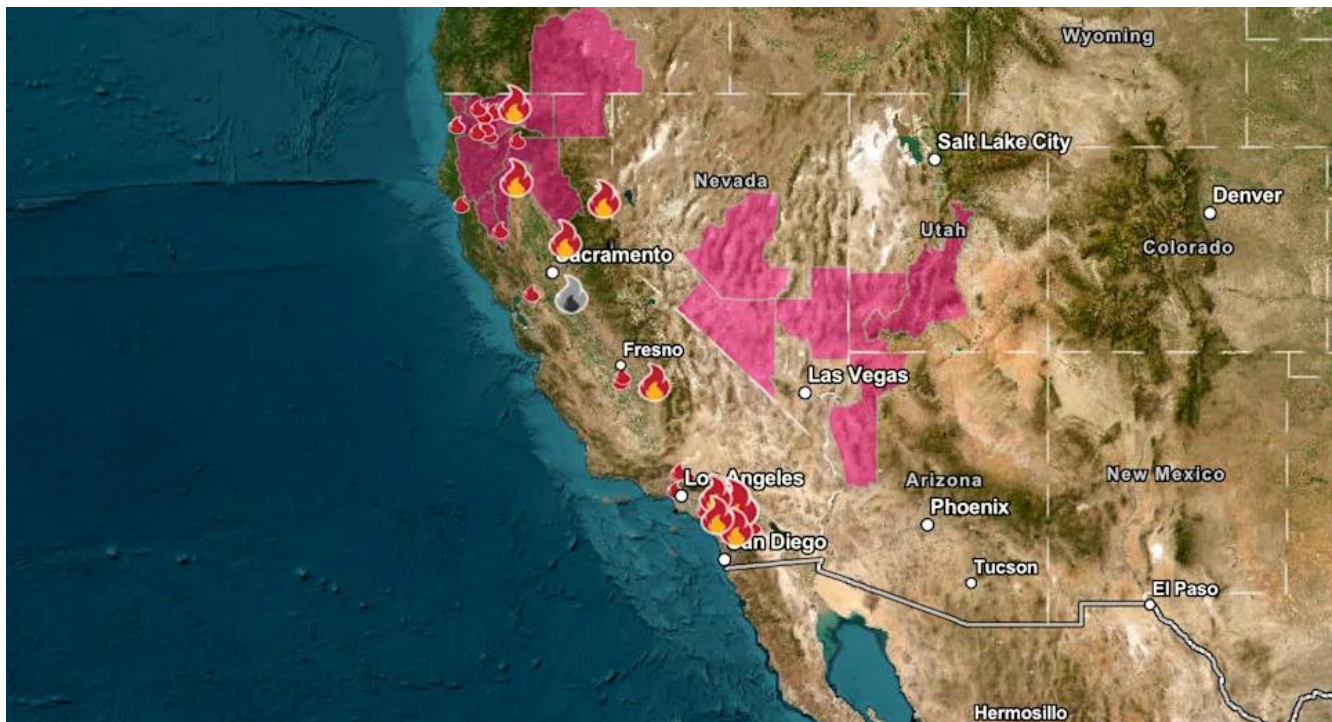 Wyoming
Salt Lake City
Nevada
Denver
Utah
Colorado
Sacramento
Fresno
Las Vegas
Los Angeles
Arizona
New Mexico
Phoenix
San Diego
Tucson
El Paso
Hermosillo